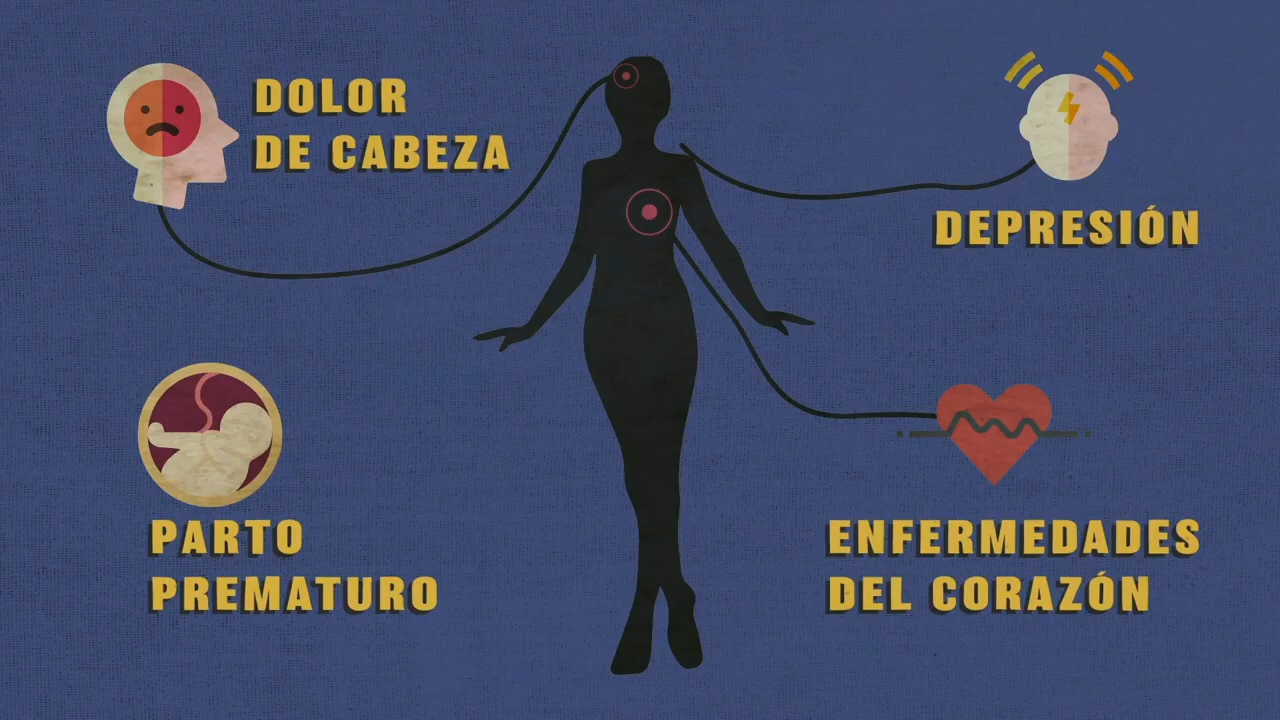 DOLOR
DE CABEZA
DEPRESIÓN
PARTO
PREMATURO
ENFERMEDADES
DEL CORAZÓN